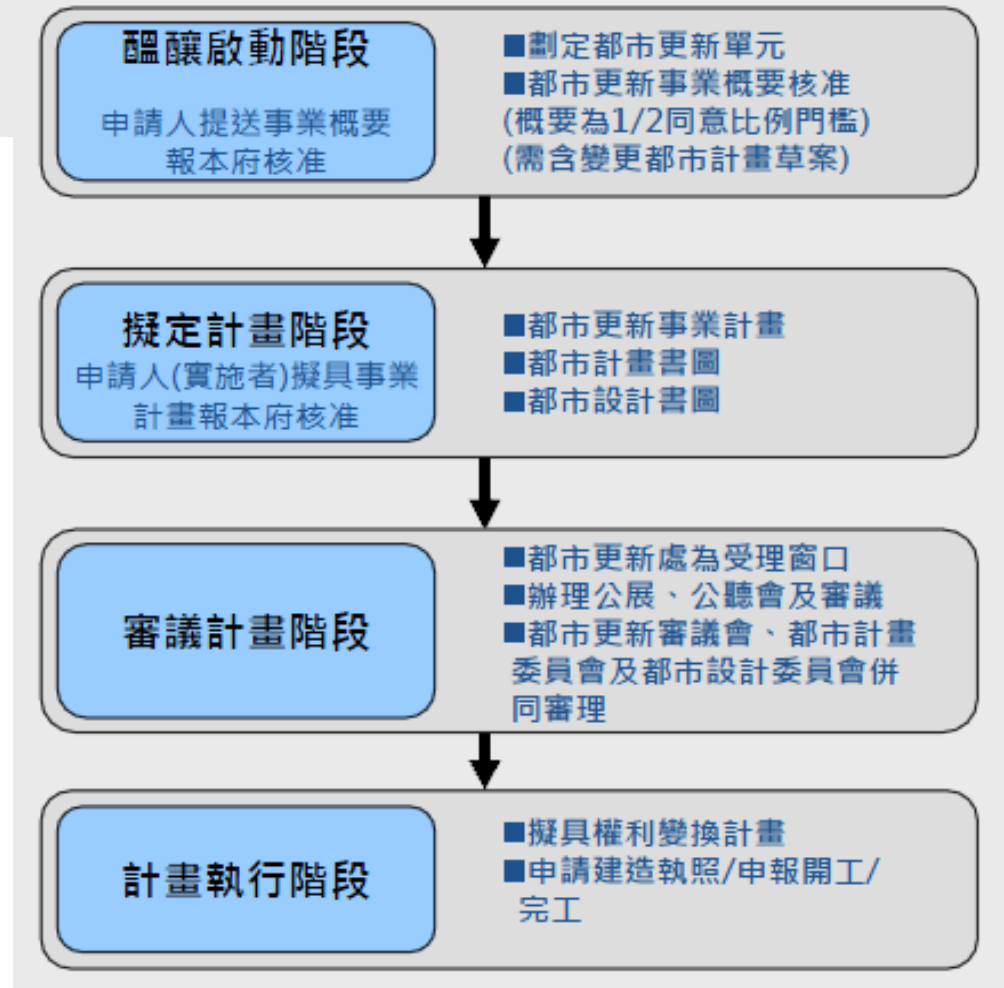 醞釀啟動階段
申請人提送事業概要
報本府核准
■劃定都市更新單元
■都市更新事業概要核准
(概要為1/2同意比例門檻)
(需含變更都市計畫草案)
擬定計畫階段
申請人(實施者)擬具事業
計畫報本府核准
■都市更新事業計畫
■都市計畫書圖
■都市設計書圖
審議計畫階段
■都市更新處為受理窗口
■辦理公展、公聽會及審議
■都市更新審議會、都市計畫
委員會及都市設計委員會併
同審理
計畫執行階段
■擬具權利變換計畫
■申請建造執照/申報開工/
完工